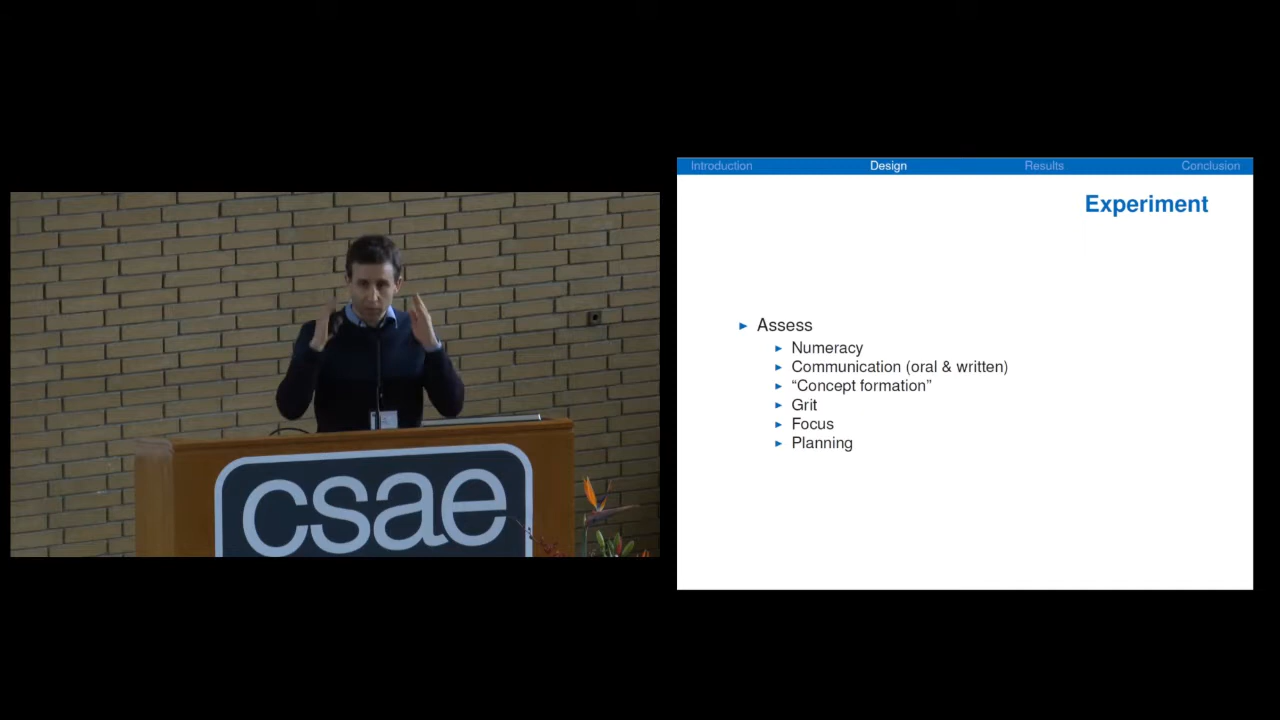 csae
Introduction
Design
Results
Conclusion
Experiment
Assess
Numeracy
Communication (oral & written)
“Concept formation”
Grit
Focus
Planning